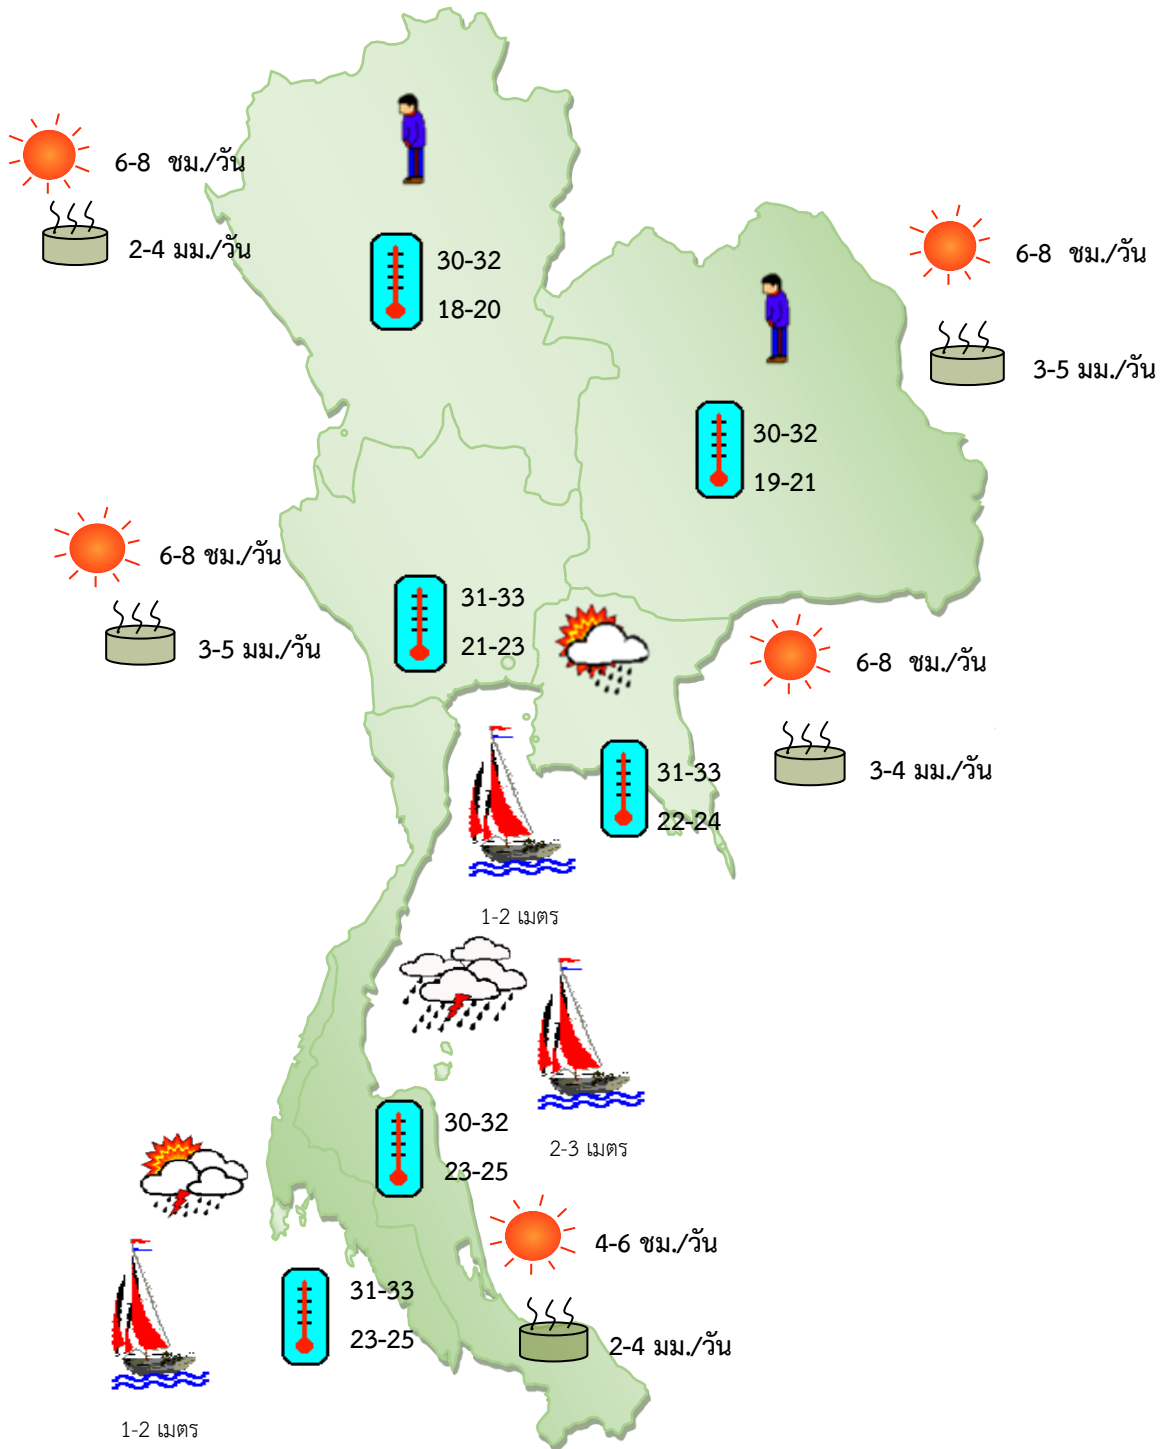 6-8 ชม./วัน
2-4 มม./วัน
30-32
18-20
6-8 ชม./วัน
3-5 มม./วัน
30-32
19-21
6-8 ชม./วัน
3-5 มม./วัน
31-33
21-23
6-8 ชม./วัน
3-4 มม./วัน
31-33
22-24
1-2 เมตร
30-32
23-25
2-3 เมตร
4-6 ชม./วัน
2-4 มม./วัน
31-33
23-25
1-2 เมตร